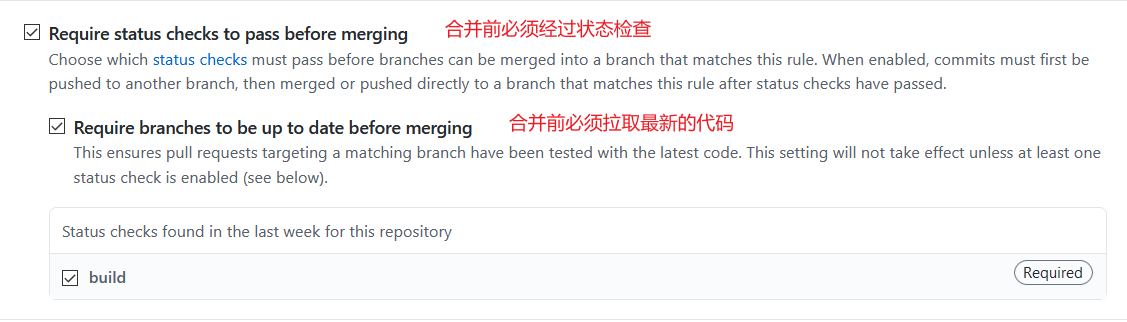 Require status checks to pass before merging 合并前必须经过状态检查
Choose which status checks must pass before branches can be merged into a branch that matches this rule. When enabled, commits must first be
pushed to another branch, then merged or pushed directly to a branch that matches this rule after status checks have passed.
Require branches to be up to date before merging 合并前必须拉取最新的代码
This ensures pull requests targeting a matching branch have been tested with the latest code. This setting will not take effect unless at least one
status check is enabled (see below).
Status checks found in the last week for this repository
build Required